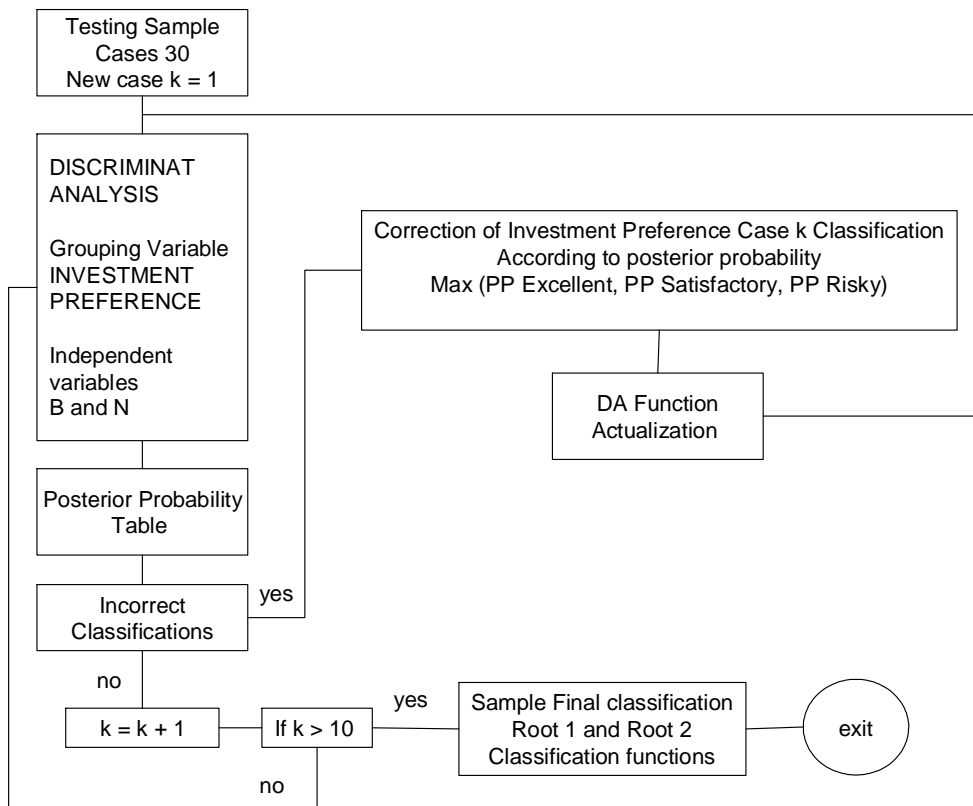 Testing Sample
Cases 30
New case k = 1
DISCRIMINAT
ANALYSIS
Grouping Variable
INVESTMENT
PREFERENCE
Independent
variables
B and N
Correction of Investment Preference Case k Classification
According to posterior probability
Max (PP Excellent, PP Satisfactory, PP Risky)
DA Function
Actualization
Posterior Probability
Table
Incorrect
Classifications
yes
no
k = k + 1
If k > 10
yes
no
Sample Final classification
Root 1 and Root 2
Classification functions
exit